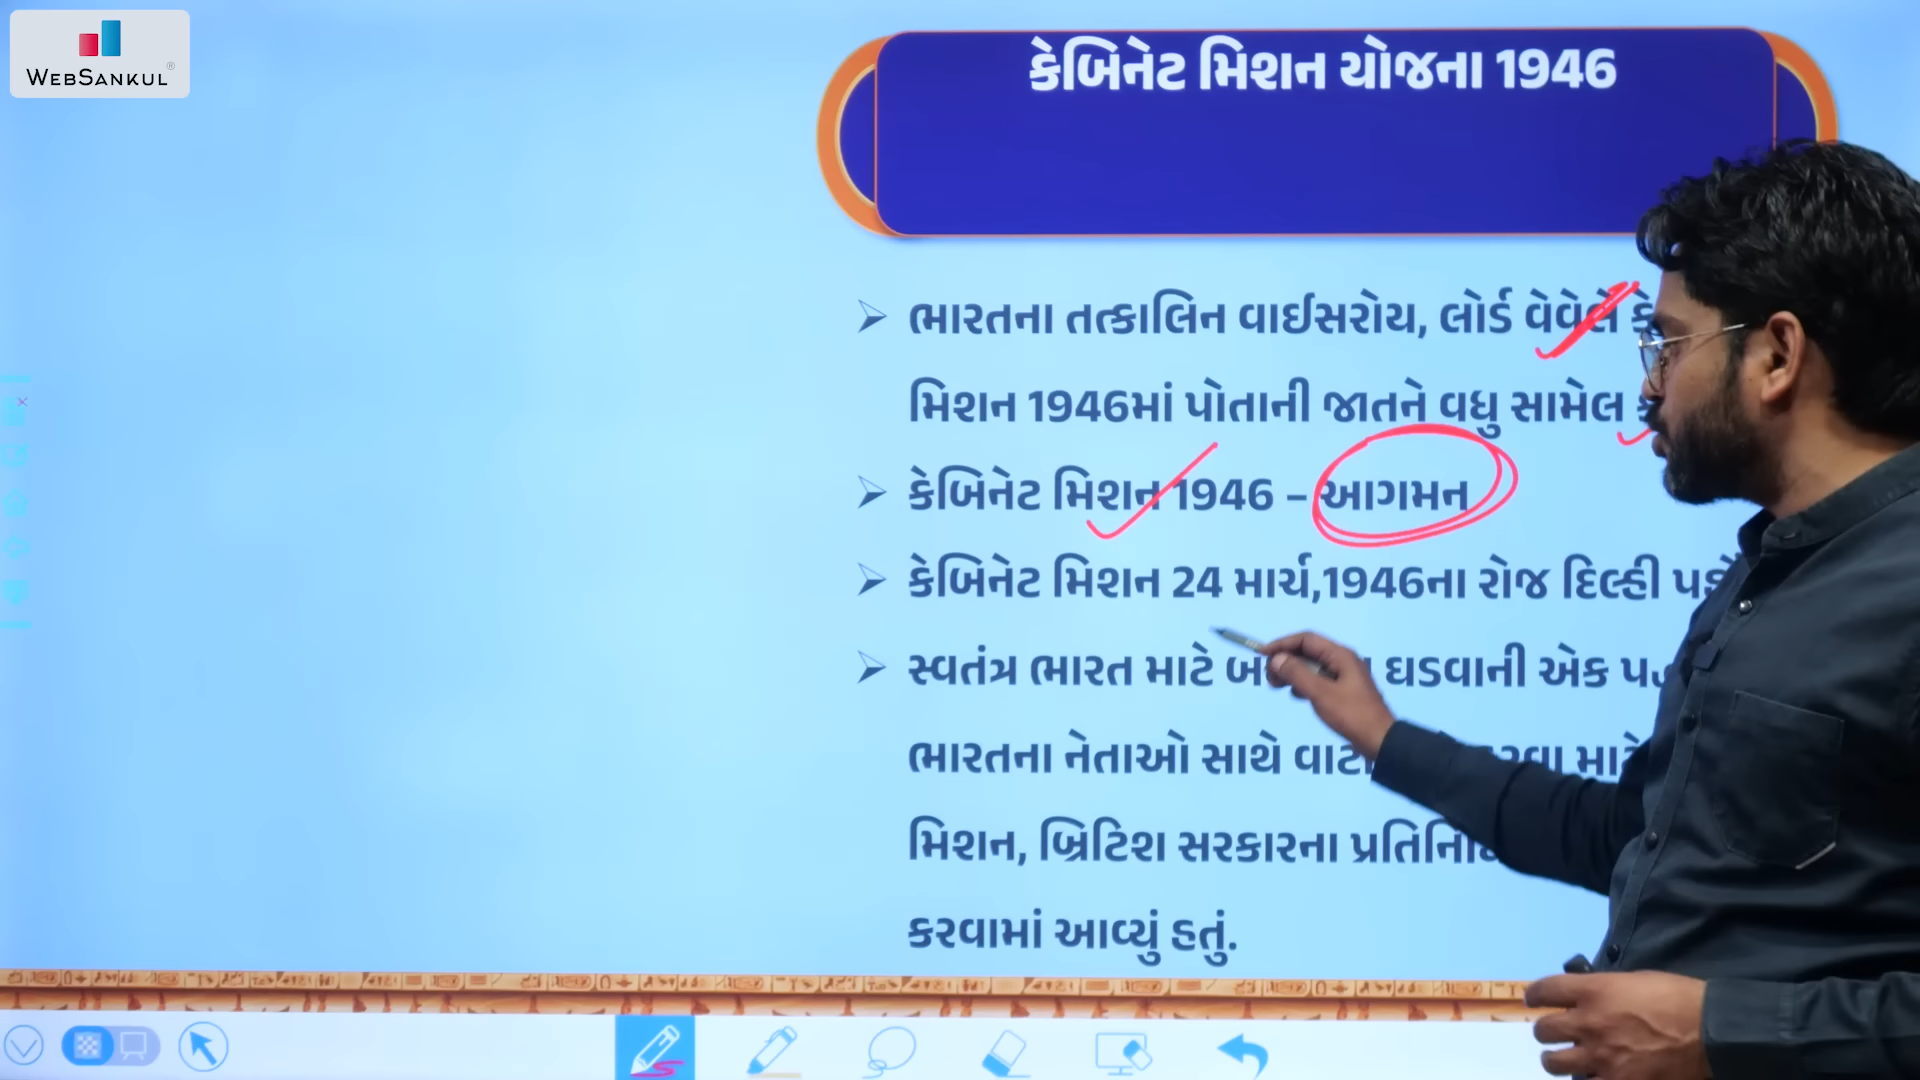 WEBSANKUL®
કેબિનેટ મિશન યોજના 1946
ભારતના તત્કાલિન વાઈસરોય, લોર્ડ વેવેલે
મિશન 1946માં પોતાની જાતને વધુ સામેલ
કેબિનેટ મિશન 1946 – આગમન
કેબિનેટ મિશન 24 માર્ચ,1946ના રોજ દિલ્હી
સ્વતંત્ર ભારત માટે ઘડવાની એક
ભારતના નેતાઓ સાથે
મિશન, બ્રિટિશ સરકારના
કરવામાં આવ્યું હતું.